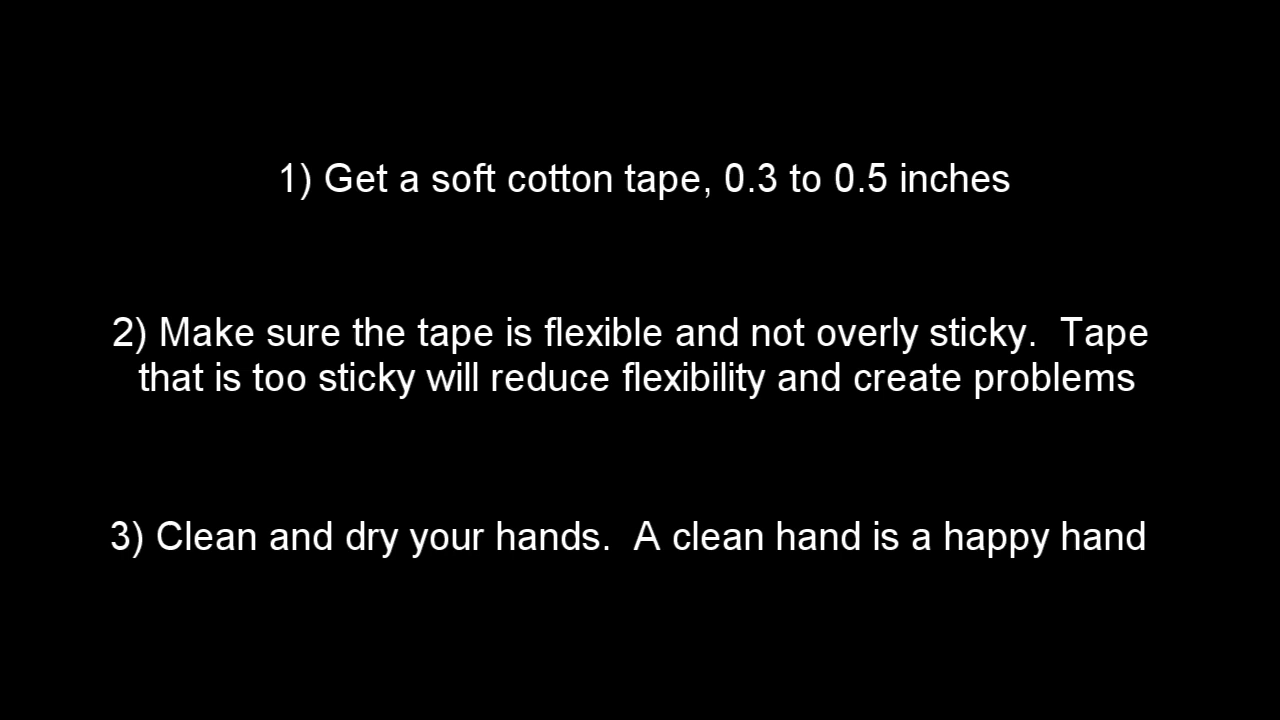 1) Get a soft cotton tape, 0.3 to 0.5 inches
2) Make sure the tape is flexible and not overly sticky.  Tape
that is too sticky will reduce flexibility and create problems
3) Clean and dry your hands.  A clean hand is a happy hand